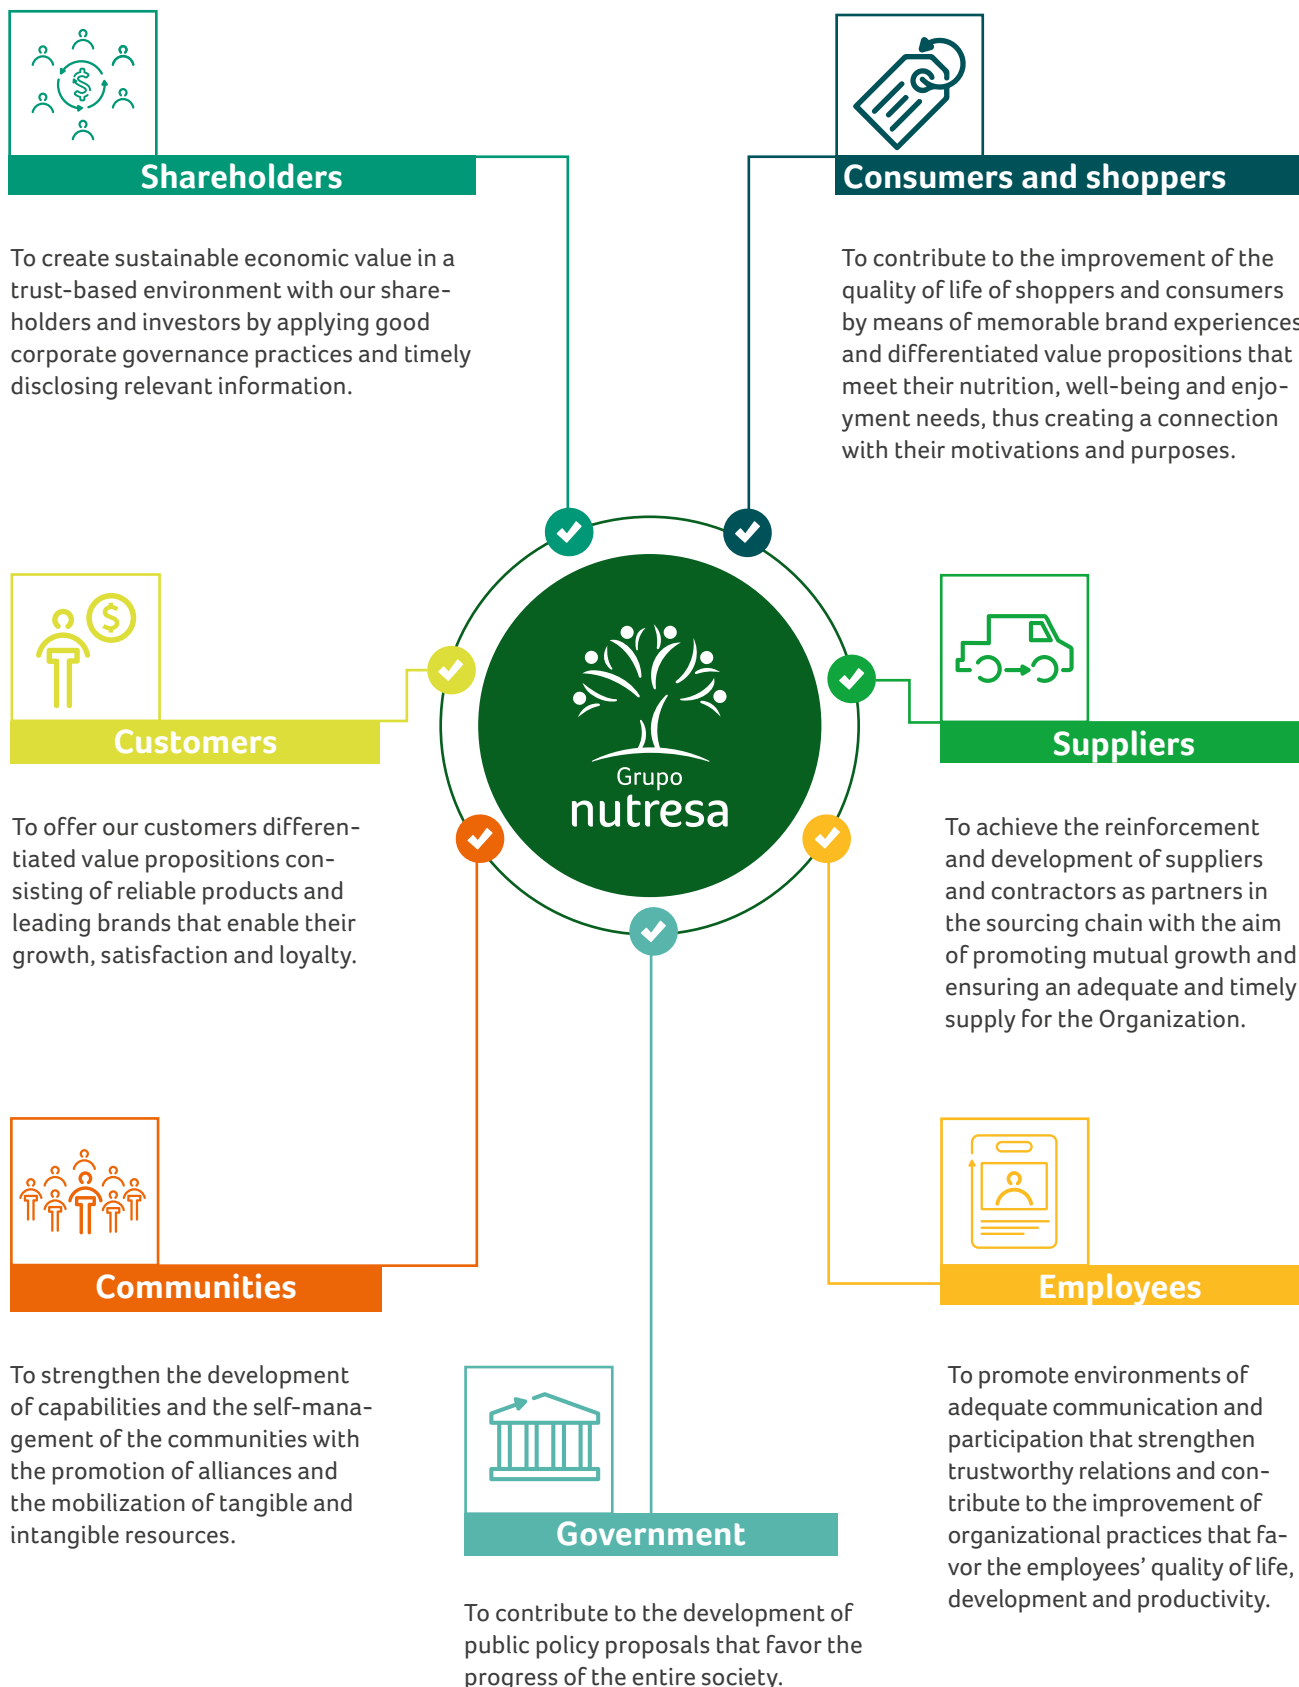 Shareholders
To create sustainable economic value in a
trust-based environment with our share-
holders and investors by applying good
corporate governance practices and timely
disclosing relevant information.
Consumers and shoppers
To contribute to the improvement of the
quality of life of shoppers and consumers
by means of memorable brand experiences
and differentiated value propositions that
meet their nutrition, well-being and enjo-
yment needs, thus creating a connection
with their motivations and purposes.
Customers
To offer our customers differen-
tiated value propositions con-
sisting of reliable products and
leading brands that enable their
growth, satisfaction and loyalty.
Grupo
nutresa
Suppliers
To achieve the reinforcement
and development of suppliers
and contractors as partners in
the sourcing chain with the aim
of promoting mutual growth and
ensuring an adequate and timely
supply for the Organization.
Communities
To strengthen the development
of capabilities and the self-mana-
gement of the communities with
the promotion of alliances and
the mobilization of tangible and
intangible resources.
Government
To contribute to the development of
public policy proposals that favor the
progress of the entire society.
Employees
To promote environments of
adequate communication and
participation that strengthen
trustworthy relations and con-
tribute to the improvement of
organizational practices that fa-
vor the employees’ quality of life,
development and productivity.